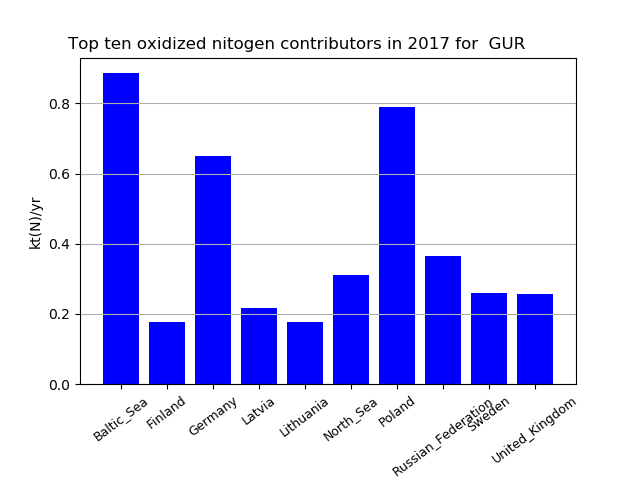 Top ten oxidized nitogen contributors in 2017 for  GUR
kt(N)/yr
0.8
0.6
0.4
0.2
0.0
Baltic_Sea
Finland
Germany
Latvia
Lithuania
North_Sea
Poland
Russian_Federation
Sweden
United_Kingdom